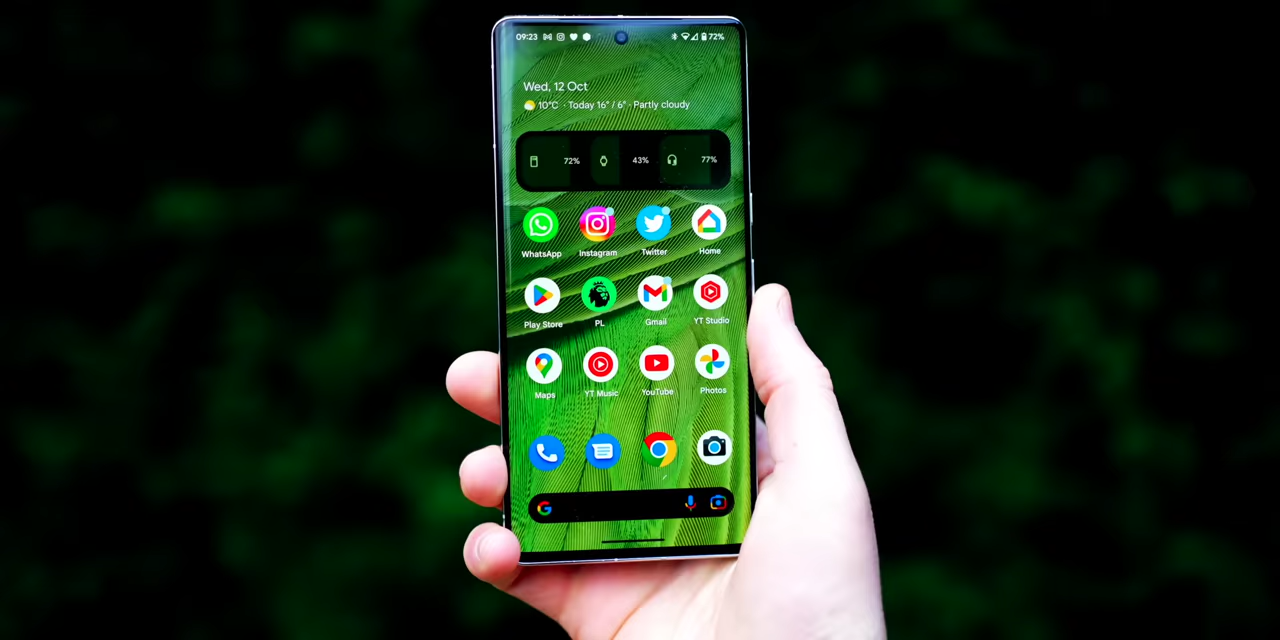 09:23 72%
Wed, 12 Oct
10°C · Today 16° / 6° · Partly cloudy
72% 43% 77%
WhatsApp Instagram Twitter Home
Play Store PL Gmail YT Studio
Maps YT Music YouTube Photos
G